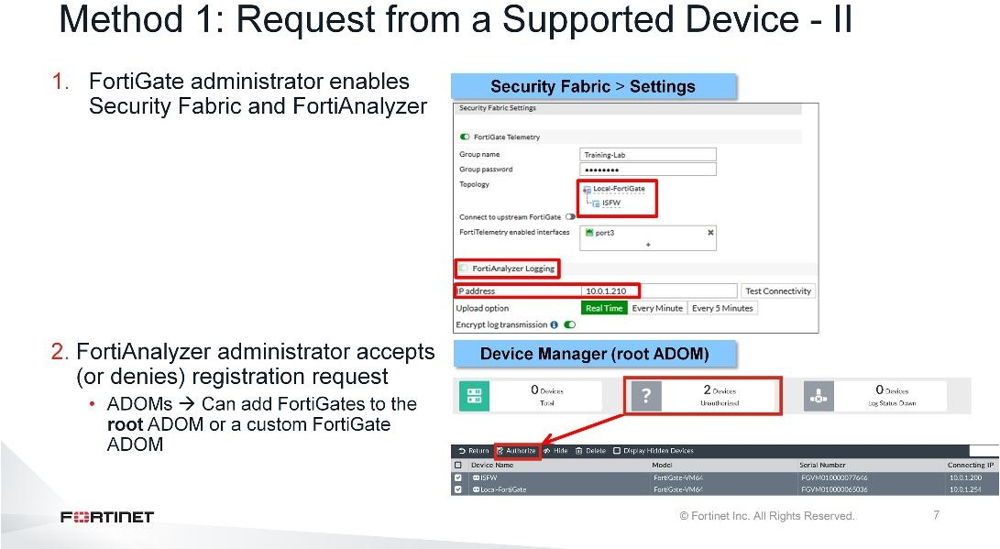 Method 1: Request from a Supported Device - II
1. FortiGate administrator enables
Security Fabric and FortiAnalyzer
Security Fabric > Settings
Security Fabric Settings
FortiGate Telemetry
Group name Training-Lab
Group password ••••••••
Topology Local-FortiGate
ISFW
Connect to upstream FortiGate
FortiTelemetry enabled interfaces port3 ✖
+
FortiAnalyzer Logging
IP address 10.0.1.210 Test Connectivity
Upload option Real Time Every Minute Every 5 Minutes
Encrypt log transmission
2. FortiAnalyzer administrator accepts
(or denies) registration request
• ADOMs → Can add FortiGates to the
root ADOM or a custom FortiGate
ADOM
Device Manager (root ADOM)
0 Devices
Total
? 2 Devices
Unauthorized
0 Devices
Log Status Down
Return Authorize Hide Delete Display Hidden Devices
Device Name Model Serial Number Connecting IP
ISFW FortiGate-VM64 FGVM010000077646 10.0.1.200
Local-FortiGate FortiGate-VM64 FGVM010000065036 10.0.1.254
FORTINET
© Fortinet Inc. All Rights Reserved. 7